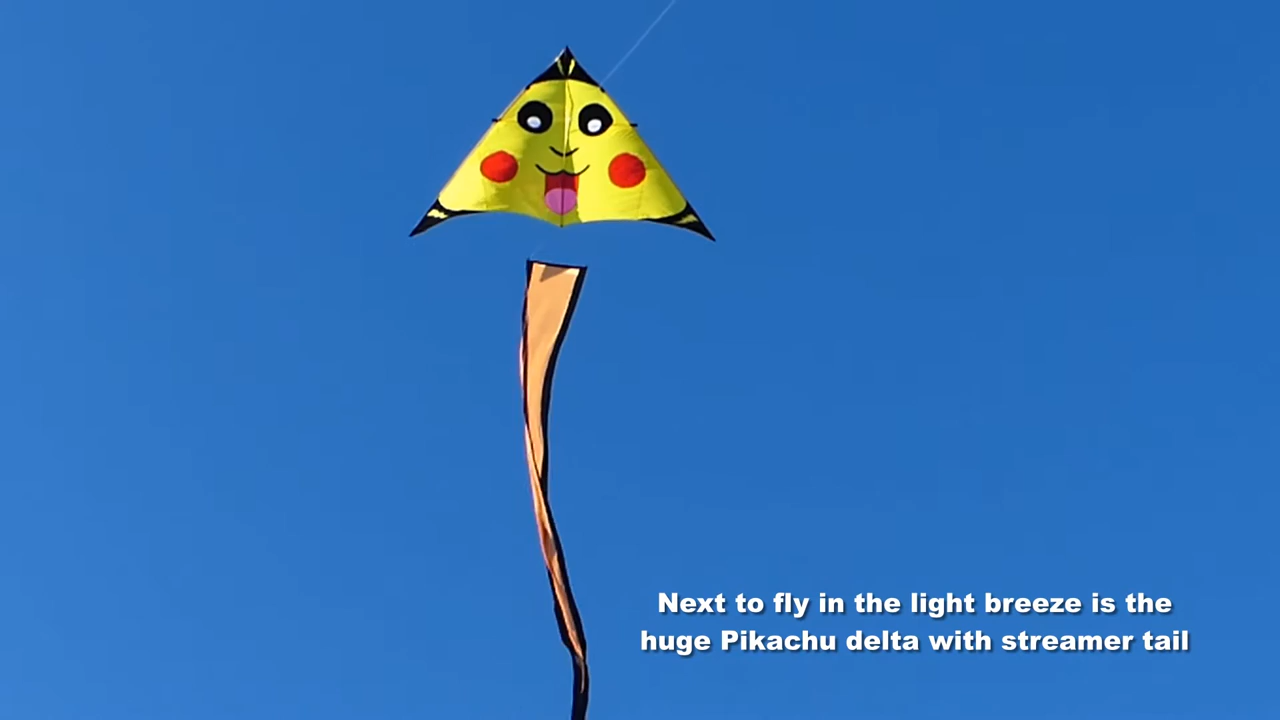 Next to fly in the light breeze is the
huge Pikachu delta with streamer tail